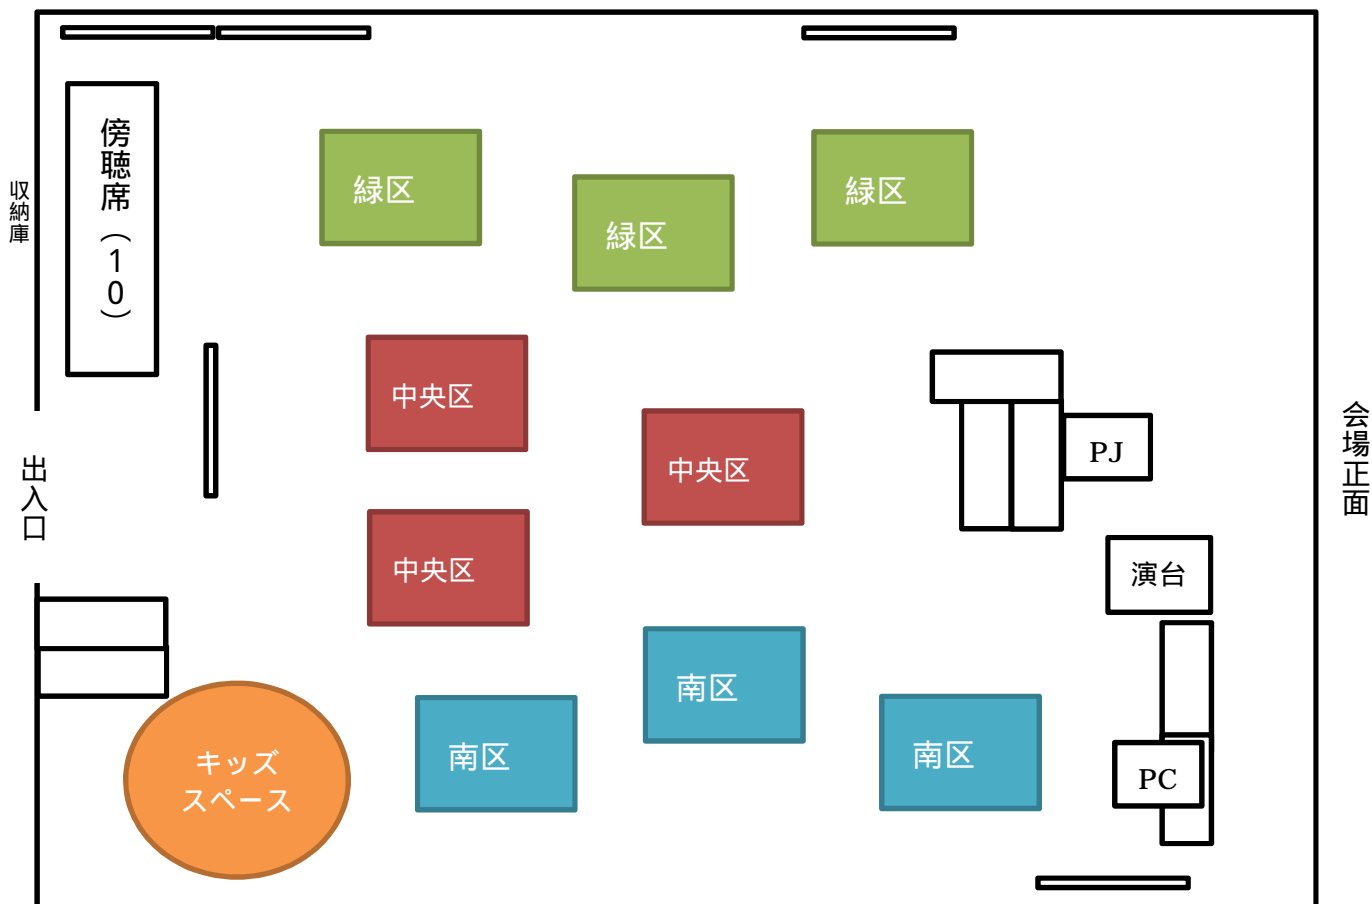 傍聴席（10）
収納庫
緑区
緑区
緑区
中央区
中央区
中央区
PJ
会場正面
出入口
演台
南区
南区
南区
キッズ
スペース
PC